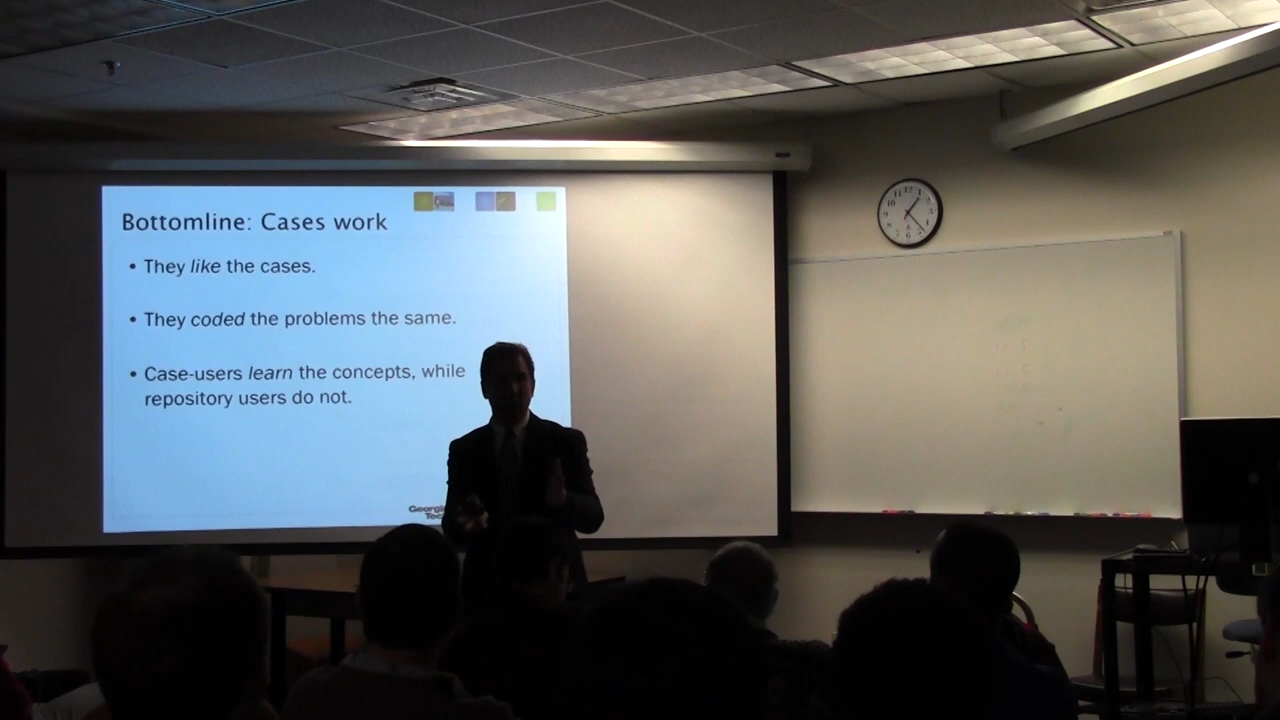 Bottomline: Cases work
• They like the cases.
• They coded the problems the same.
• Case-users learn the concepts, while
repository users do not.